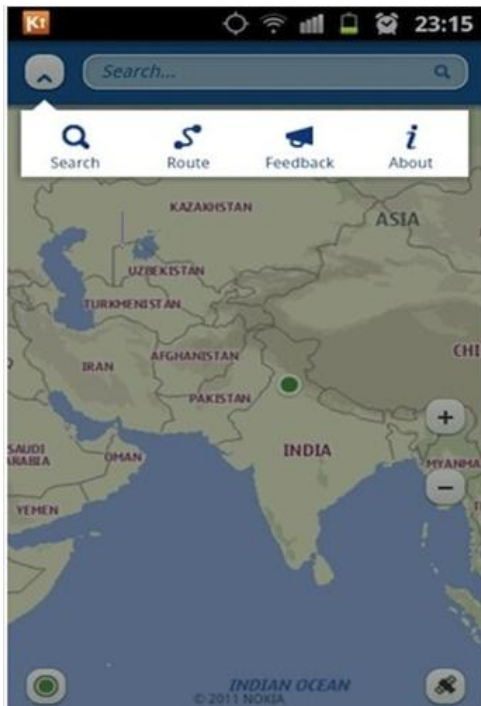 Kt 23:15
Search...
Search Route Feedback About
KAZAKHSTAN
ASIA
UZBEKISTAN
TURKMENISTAN
IRAN
AFGHANISTAN
CHI
PAKISTAN
SAUDI
ARABIA
OMAN
INDIA
MYANMA
YEMEN
INDIAN OCEAN
© 2011 NOKIA